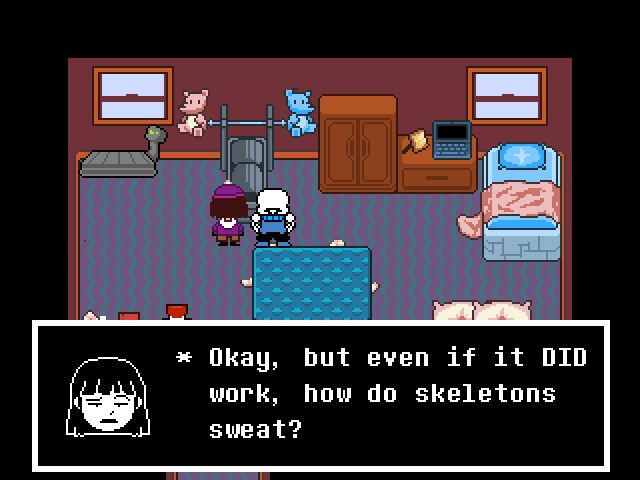 * Okay, but even if it DID
work, how do skeletons
sweat?